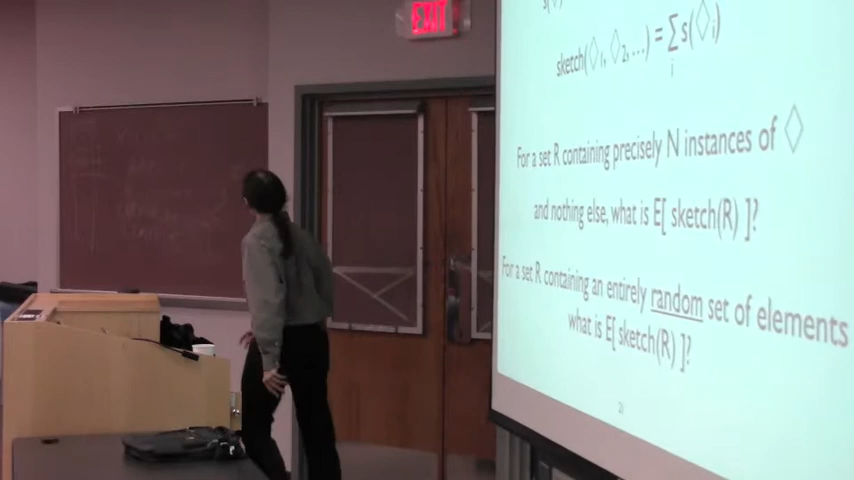 EXIT
s(◊)
sketch(◊1, ◊2, ...) = ∑i s(◊i)
For a set R containing precisely N instances of ◊
and nothing else, what is E[ sketch(R) ]?
For a set R containing an entirely random set of elements
what is E[ sketch(R) ]?